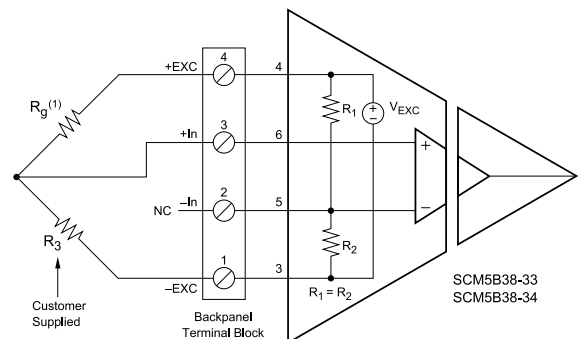 +EXC
4
4
Rg(1)
R1
VEXC
+
−
+In
3
6
+
NC
−In
2
5
−
R3
R2
1
3
−EXC
R1 = R2
Customer
Supplied
Backpanel
Terminal Block
SCM5B38-33
SCM5B38-34